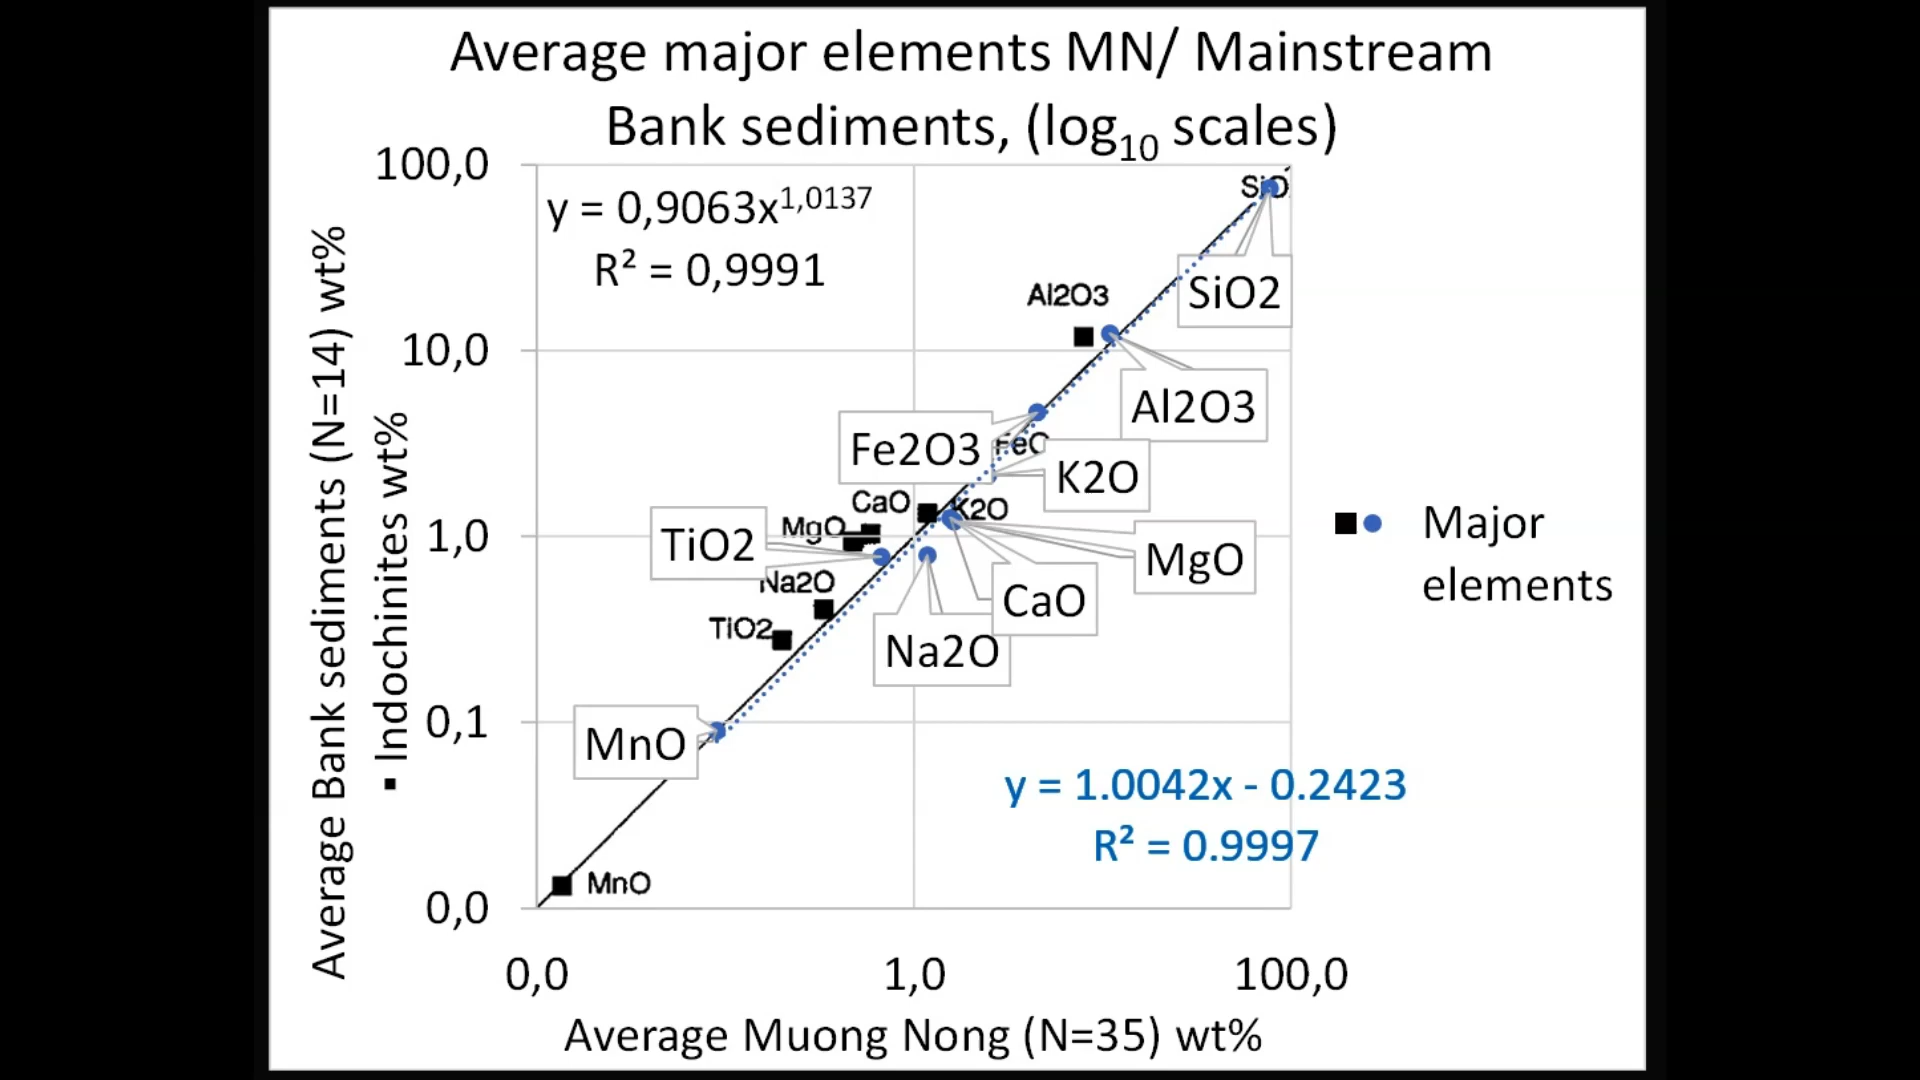 Average major elements MN/ Mainstream
Bank sediments, (log₁₀ scales)
100,0
10,0
1,0
0,1
0,0
Average Bank sediments (N=14) wt%
▪ Indochinites wt%
y = 0,9063x¹,⁰¹³⁷
R² = 0,9991
SiO
SiO2
Al2O3
Al2O3
Fe2O3
FeO
K2O
CaO
K2O
MgO
TiO2
MgO
Na2O
CaO
TiO2
Na2O
MnO
MnO
y = 1.0042x - 0.2423
R² = 0.9997
Major
elements
0,0
1,0
100,0
Average Muong Nong (N=35) wt%